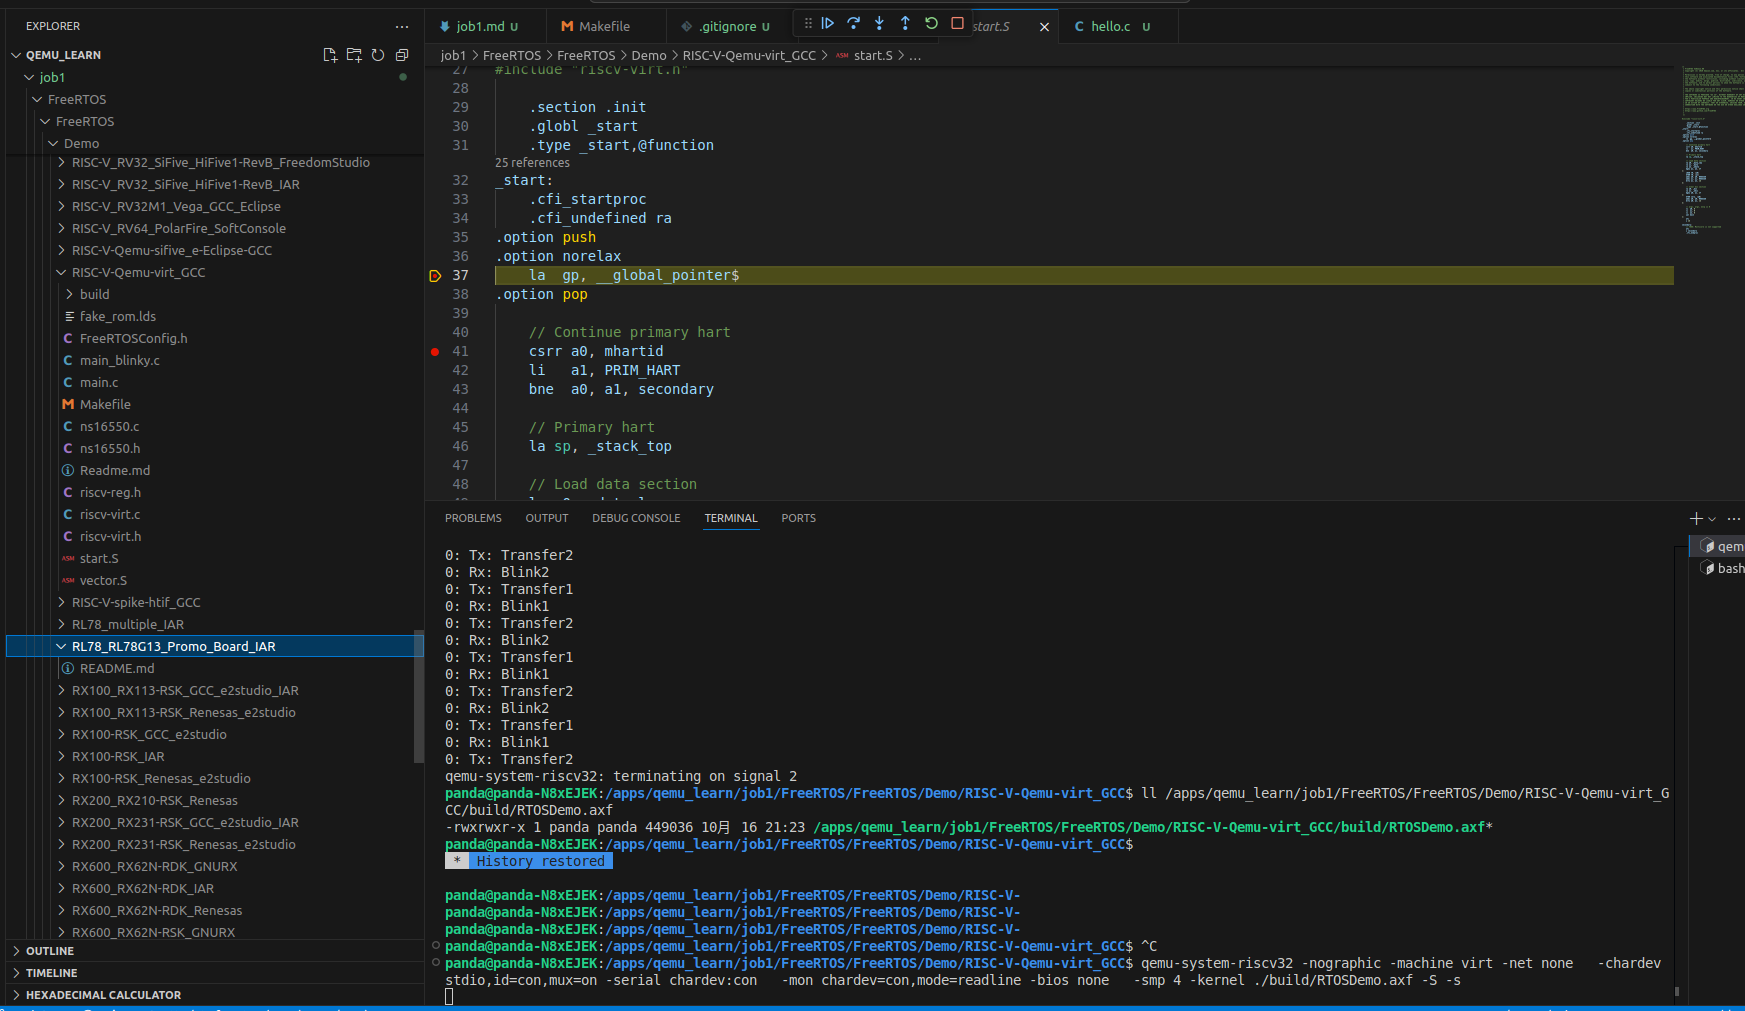 EXPLORER
QEMU_LEARN
job1
FreeRTOS
FreeRTOS
Demo
RISC-V_RV32_SiFive_HiFive1-RevB_FreedomStudio
RISC-V_RV32_SiFive_HiFive1-RevB_IAR
RISC-V_RV32M1_Vega_GCC_Eclipse
RISC-V_RV64_PolarFire_SoftConsole
RISC-V-Qemu-sifive_e-Eclipse-GCC
RISC-V-Qemu-virt_GCC
build
fake_rom.lds
C FreeRTOSConfig.h
C main_blinky.c
C main.c
M Makefile
C ns16550.c
C ns16550.h
Readme.md
C riscv-reg.h
C riscv-virt.c
C riscv-virt.h
ASM start.S
ASM vector.S
RISC-V-spike-htif_GCC
RL78_multiple_IAR
RL78_RL78G13_Promo_Board_IAR
README.md
RX100_RX113-RSK_GCC_e2studio_IAR
RX100_RX113-RSK_Renesas_e2studio
RX100-RSK_GCC_e2studio
RX100-RSK_IAR
RX100-RSK_Renesas_e2studio
RX200_RX210-RSK_Renesas
RX200_RX231-RSK_GCC_e2studio_IAR
RX200_RX231-RSK_Renesas_e2studio
RX600_RX62N-RDK_GNURX
RX600_RX62N-RDK_IAR
RX600_RX62N-RDK_Renesas
RX600_RX62N-RSK_GNURX
OUTLINE
TIMELINE
HEXADECIMAL CALCULATOR
job1.md U
M Makefile
.gitignore U
start.S
C hello.c U
job1 > FreeRTOS > FreeRTOS > Demo > RISC-V-Qemu-virt_GCC > ASM start.S > ...
27 #include "riscv-virt.h"
28
29 .section .init
30 .globl _start
31 .type _start,@function
25 references
32 _start:
33 .cfi_startproc
34 .cfi_undefined ra
35 .option push
36 .option norelax
37 la gp, __global_pointer$
38 .option pop
39
40 // Continue primary hart
41 csrr a0, mhartid
42 li a1, PRIM_HART
43 bne a0, a1, secondary
44
45 // Primary hart
46 la sp, _stack_top
47
48 // Load data section
PROBLEMS OUTPUT DEBUG CONSOLE TERMINAL PORTS
0: Tx: Transfer2
0: Rx: Blink2
0: Tx: Transfer1
0: Rx: Blink1
0: Tx: Transfer2
0: Rx: Blink2
0: Tx: Transfer1
0: Rx: Blink1
0: Tx: Transfer2
0: Rx: Blink2
0: Tx: Transfer1
0: Rx: Blink1
0: Tx: Transfer2
qemu-system-riscv32: terminating on signal 2
panda@panda-N8xEJEK:/apps/qemu_learn/job1/FreeRTOS/FreeRTOS/Demo/RISC-V-Qemu-virt_GCC$ ll /apps/qemu_learn/job1/FreeRTOS/FreeRTOS/Demo/RISC-V-Qemu-virt_G
CC/build/RTOSDemo.axf
-rwxrwxr-x 1 panda panda 449036 10月 16 21:23 /apps/qemu_learn/job1/FreeRTOS/FreeRTOS/Demo/RISC-V-Qemu-virt_GCC/build/RTOSDemo.axf*
panda@panda-N8xEJEK:/apps/qemu_learn/job1/FreeRTOS/FreeRTOS/Demo/RISC-V-Qemu-virt_GCC$
* History restored
panda@panda-N8xEJEK:/apps/qemu_learn/job1/FreeRTOS/FreeRTOS/Demo/RISC-V-
panda@panda-N8xEJEK:/apps/qemu_learn/job1/FreeRTOS/FreeRTOS/Demo/RISC-V-
panda@panda-N8xEJEK:/apps/qemu_learn/job1/FreeRTOS/FreeRTOS/Demo/RISC-V-
panda@panda-N8xEJEK:/apps/qemu_learn/job1/FreeRTOS/FreeRTOS/Demo/RISC-V-Qemu-virt_GCC$ ^C
panda@panda-N8xEJEK:/apps/qemu_learn/job1/FreeRTOS/FreeRTOS/Demo/RISC-V-Qemu-virt_GCC$ qemu-system-riscv32 -nographic -machine virt -net none -chardev
stdio,id=con,mux=on -serial chardev:con -mon chardev=con,mode=readline -bios none -smp 4 -kernel ./build/RTOSDemo.axf -S -s
qem
bash